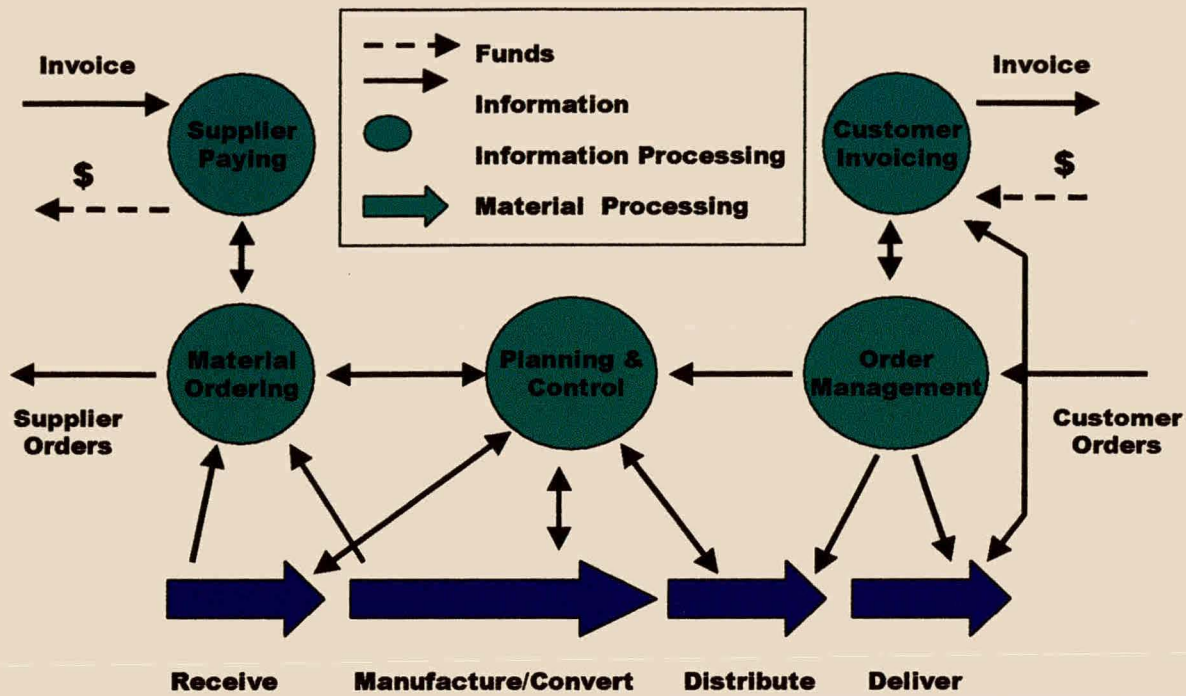 Invoice
Supplier
Paying
$
Funds
Information
Information Processing
Material Processing
Invoice
Customer
Invoicing
$
Material
Ordering
Planning &
Control
Order
Management
Supplier
Orders
Customer
Orders
Receive
Manufacture/Convert
Distribute
Deliver